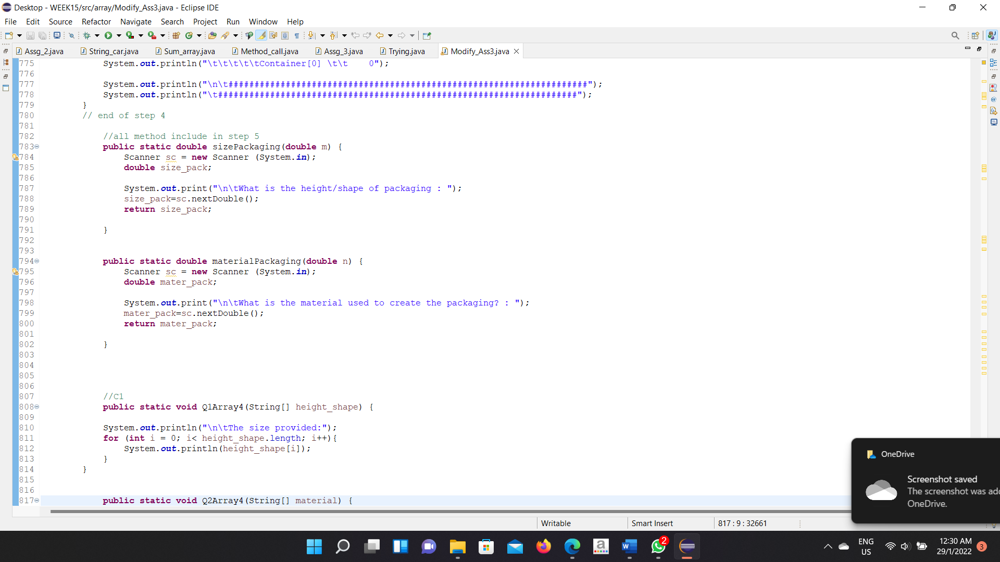 Desktop - WEEK15/src/array/Modify_Ass3.java - Eclipse IDE
File Edit Source Refactor Navigate Search Project Run Window Help
Assg_2.java String_car.java Sum_array.java Method_call.java Assg_3.java Trying.java Modify_Ass3.java
775 System.out.println("\t\t\t\t\tContainer[0] \t\t    0");
776
777 System.out.println("\n\t#####################################################################");
778 System.out.println("\t#####################################################################");
779 }
780 // end of step 4
781
782 //all method include in step 5
783 public static double sizePackaging(double m) {
784 Scanner sc = new Scanner (System.in);
785 double size_pack;
786
787 System.out.print("\n\tWhat is the height/shape of packaging : ");
788 size_pack=sc.nextDouble();
789 return size_pack;
790
791 }
792
793
794 public static double materialPackaging(double n) {
795 Scanner sc = new Scanner (System.in);
796 double mater_pack;
797
798 System.out.print("\n\tWhat is the material used to create the packaging? : ");
799 mater_pack=sc.nextDouble();
800 return mater_pack;
801
802 }
803
804
805
806
807 //C1
808 public static void Q1Array4(String[] height_shape) {
809
810 System.out.println("\n\tThe size provided:");
811 for (int i = 0; i< height_shape.length; i++){
812 System.out.println(height_shape[i]);
813 }
814 }
815
816
817 public static void Q2Array4(String[] material) {
OneDrive
Screenshot saved
The screenshot was
OneDrive.
Writable Smart Insert 817 : 9 : 32661
2
ENG
US
12:30 AM
29/1/2022
3